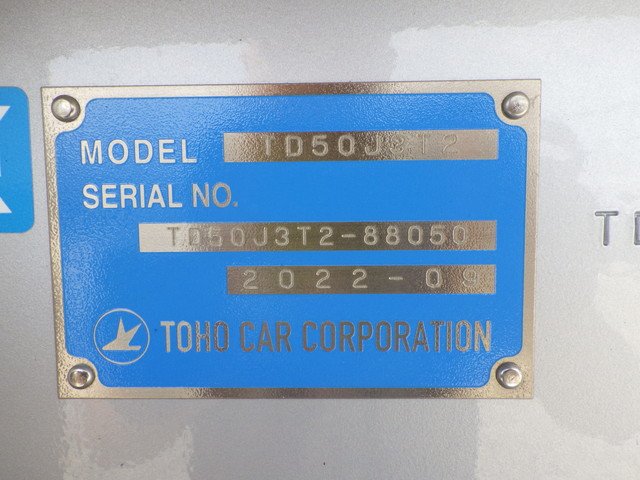 MODEL TD50J3T2
SERIAL NO.
TD50J3T2-88050
2022-09
TOHO CAR CORPORATION